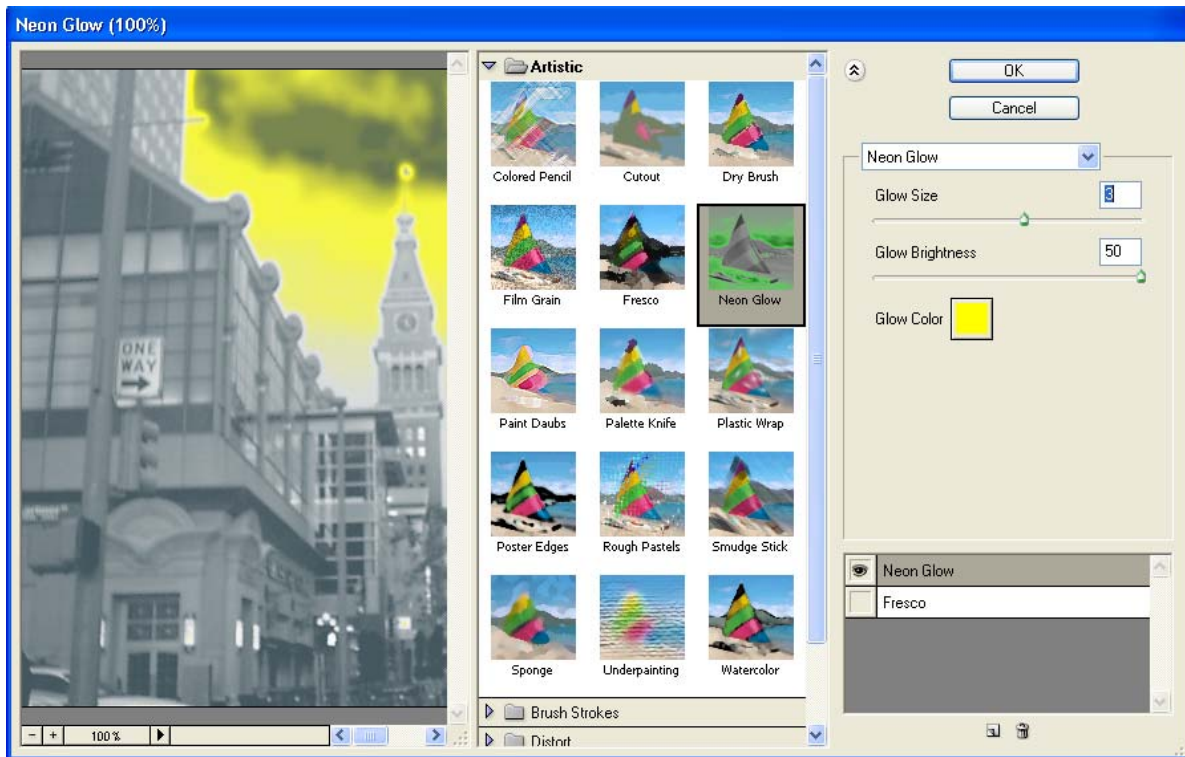 Neon Glow (100%)
ONE
WAY
100 %
Artistic
Colored Pencil Cutout Dry Brush
Film Grain Fresco Neon Glow
Paint Daubs Palette Knife Plastic Wrap
Poster Edges Rough Pastels Smudge Stick
Sponge Underpainting Watercolor
Brush Strokes
Distort
OK
Cancel
Neon Glow
Glow Size 3
Glow Brightness 50
Glow Color
Neon Glow
Fresco